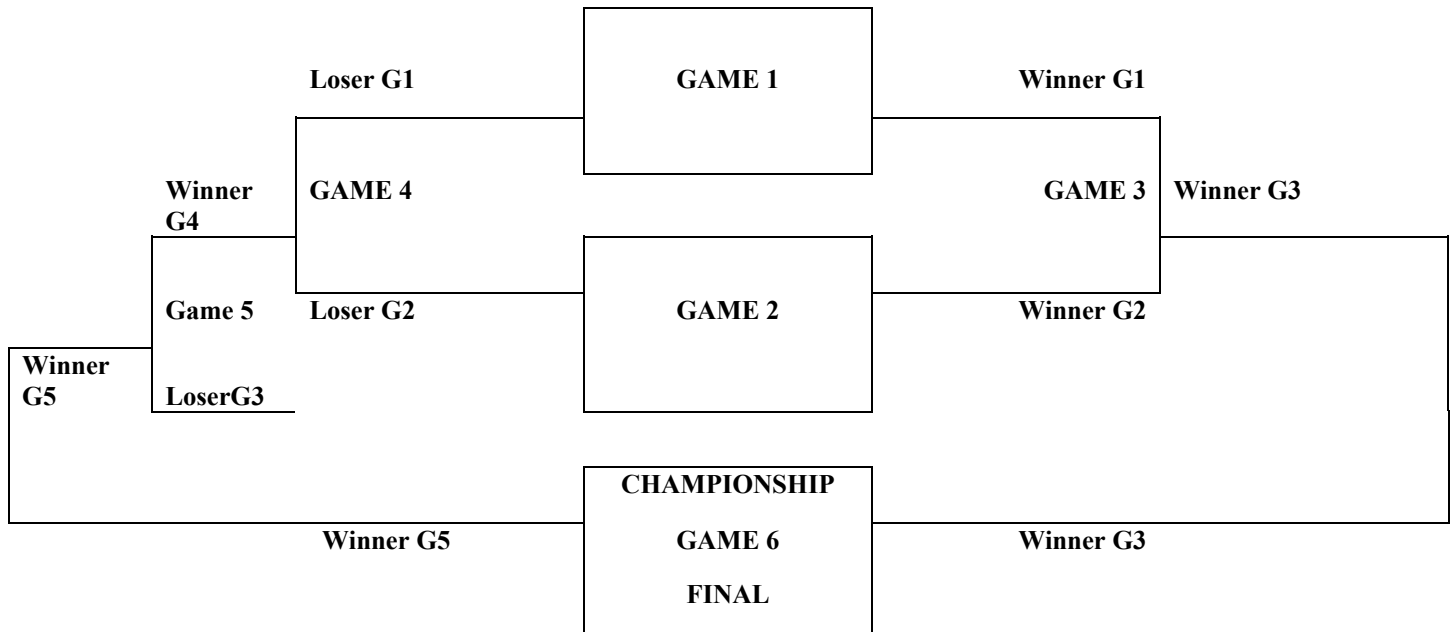 Loser G1 GAME 1 Winner G1
Winner GAME 4 GAME 3 Winner G3
G4
Game 5 Loser G2 GAME 2 Winner G2
Winner
G5 LoserG3
CHAMPIONSHIP
Winner G5 GAME 6 Winner G3
FINAL